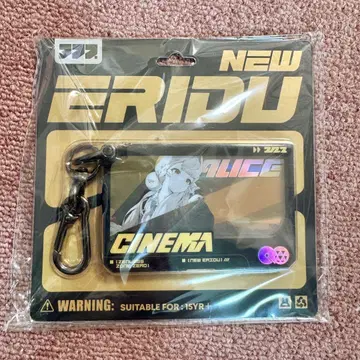 NEW
ERIDU
ALICE
CINEMA
WARNING: SUITABLE FOR : 15YR +